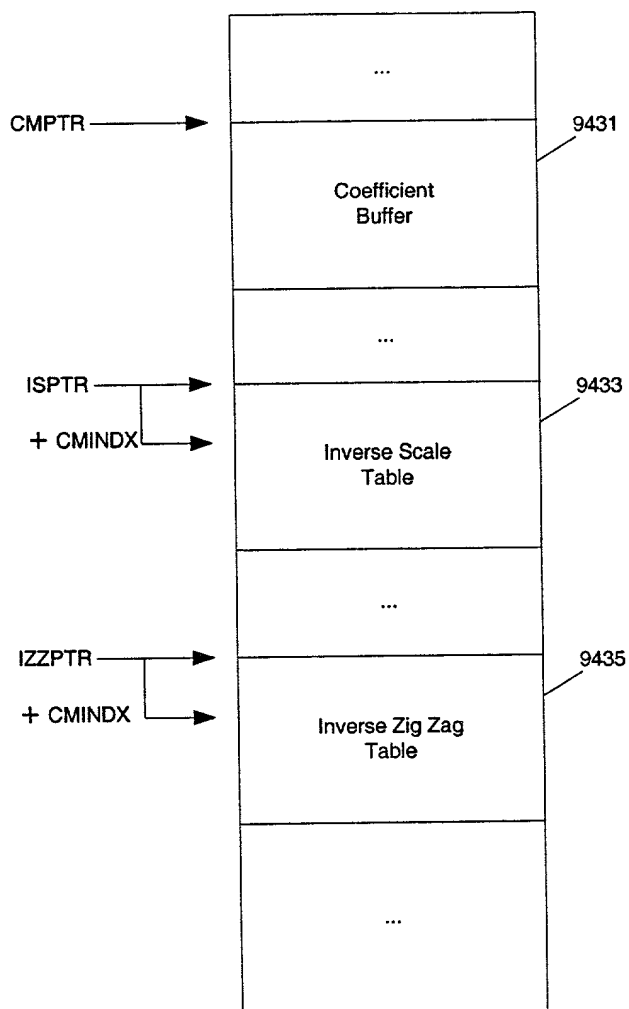 ...
CMPTR
9431
Coefficient
Buffer
...
ISPTR
9433
+ CMINDX
Inverse Scale
Table
...
IZZPTR
9435
+ CMINDX
Inverse Zig Zag
Table
...